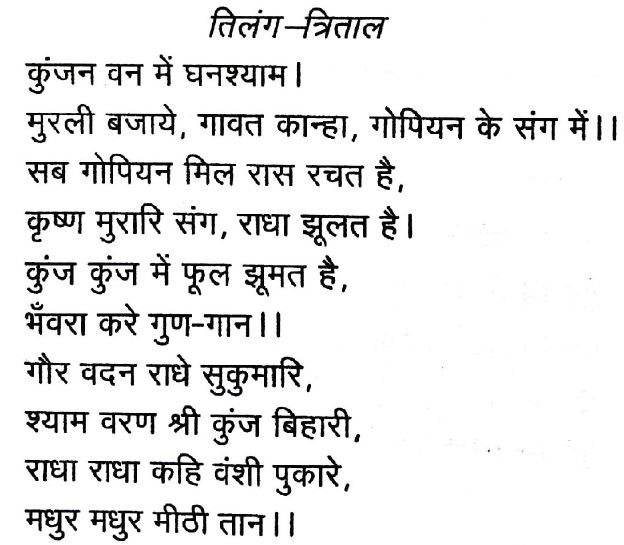 तिलंग–त्रिताल
कुंजन वन में घनश्याम।
मुरली बजाये, गावत कान्हा, गोपियन के संग में।।
सब गोपियन मिल रास रचत है,
कृष्ण मुरारि संग, राधा झूलत है।
कुंज कुंज में फूल झूमत है,
भँवरा करे गुण-गान।।
गौर वदन राधे सुकुमारि,
श्याम वरण श्री कुंज बिहारी,
राधा राधा कहि वंशी पुकारे,
मधुर मधुर मीठी तान।।